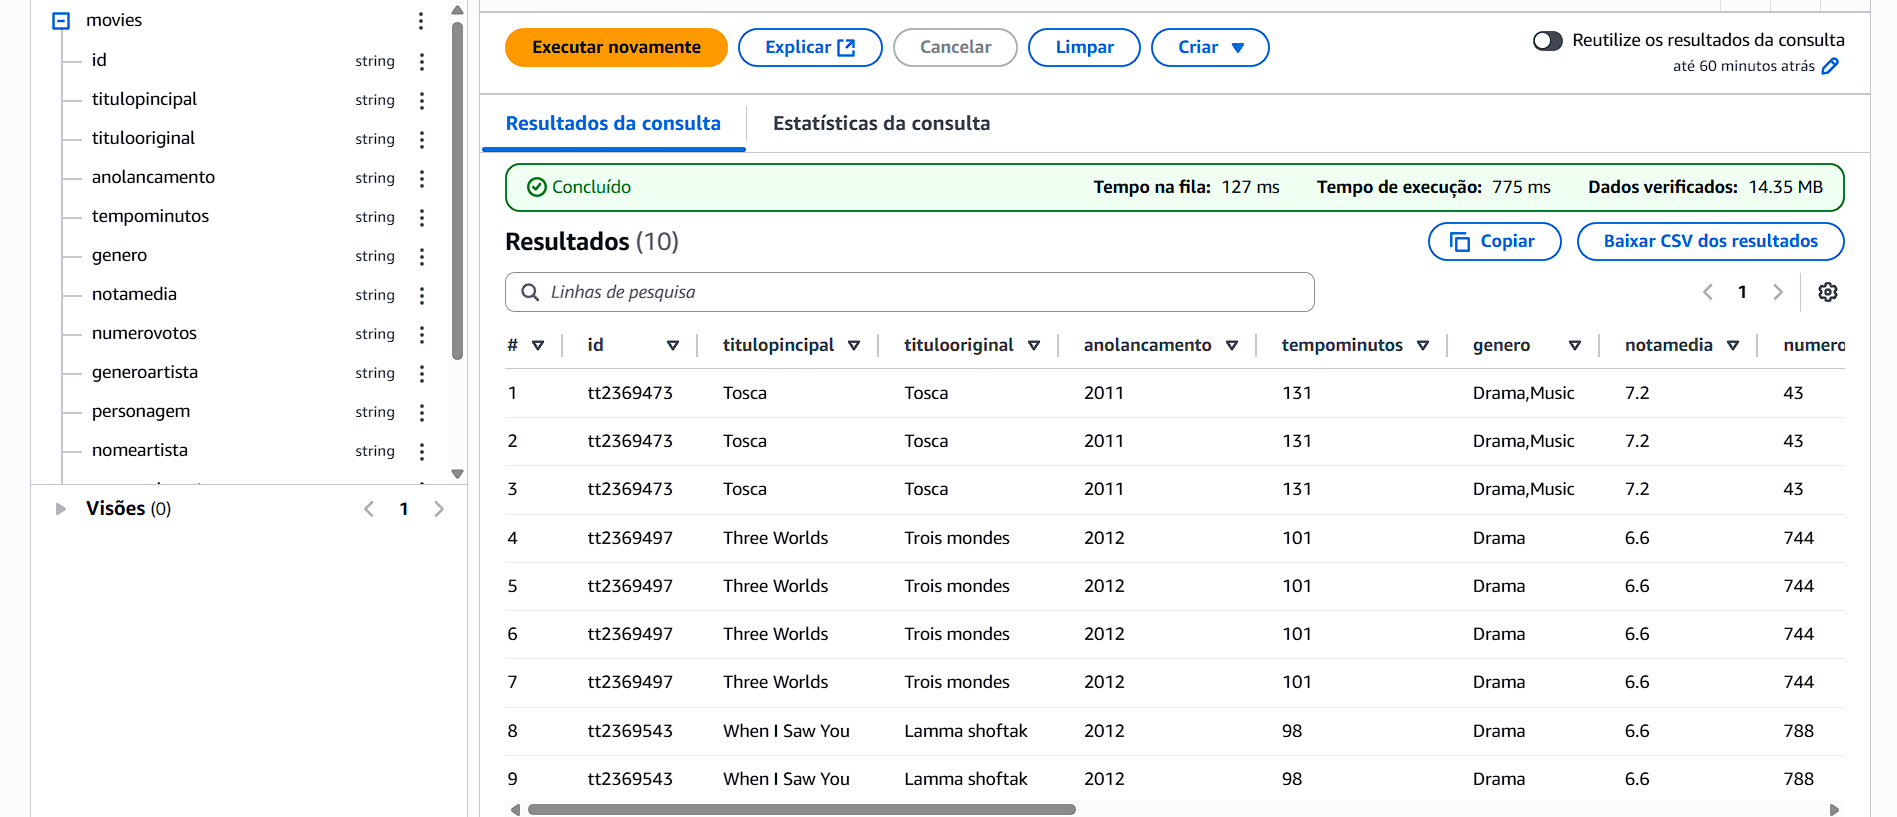 movies
id string
titulopincipal string
titulooriginal string
anolancamento string
tempominutos string
genero string
notamedia string
numerovotos string
generoartista string
personagem string
nomeartista string
Visões (0) 1
Executar novamente Explicar Cancelar Limpar Criar
Reutilize os resultados da consulta
até 60 minutos atrás
Resultados da consulta Estatísticas da consulta
Concluído Tempo na fila: 127 ms Tempo de execução: 775 ms Dados verificados: 14.35 MB
Resultados (10) Copiar Baixar CSV dos resultados
Linhas de pesquisa 1
# id titulopincipal titulooriginal anolancamento tempominutos genero notamedia numero
1 tt2369473 Tosca Tosca 2011 131 Drama,Music 7.2 43
2 tt2369473 Tosca Tosca 2011 131 Drama,Music 7.2 43
3 tt2369473 Tosca Tosca 2011 131 Drama,Music 7.2 43
4 tt2369497 Three Worlds Trois mondes 2012 101 Drama 6.6 744
5 tt2369497 Three Worlds Trois mondes 2012 101 Drama 6.6 744
6 tt2369497 Three Worlds Trois mondes 2012 101 Drama 6.6 744
7 tt2369497 Three Worlds Trois mondes 2012 101 Drama 6.6 744
8 tt2369543 When I Saw You Lamma shoftak 2012 98 Drama 6.6 788
9 tt2369543 When I Saw You Lamma shoftak 2012 98 Drama 6.6 788